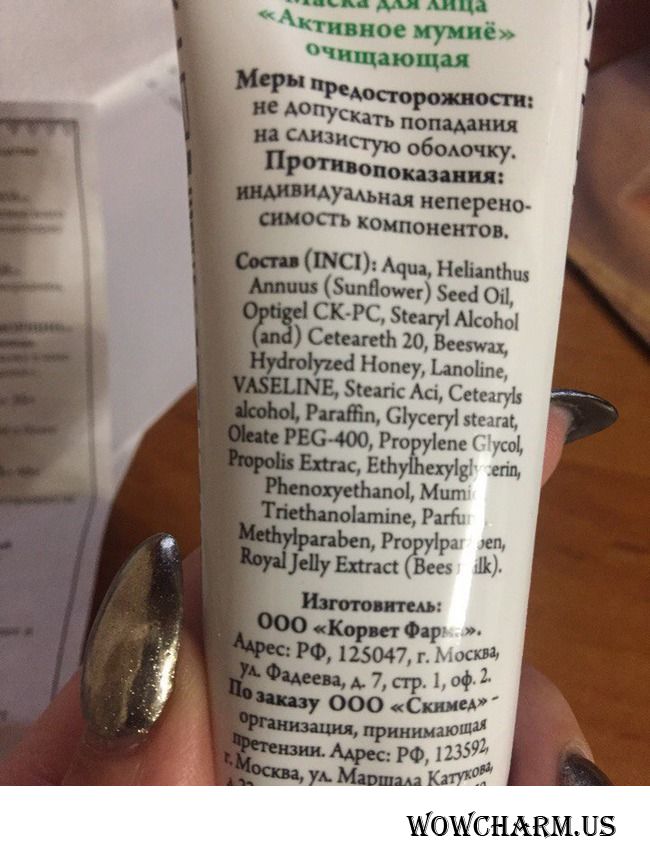 Маска для лица
«Активное мумиё»
очищающая
Меры предосторожности:
не допускать попадания
на слизистую оболочку.
Противопоказания:
индивидуальная неперено-
симость компонентов.
Состав (INCI): Aqua, Helianthus
Annuus (Sunflower) Seed Oil,
Optigel CK-PC, Stearyl Alcohol
(and) Ceteareth 20, Beeswax,
Hydrolyzed Honey, Lanoline,
VASELINE, Stearic Aci, Cetearyls
alcohol, Paraffin, Glyceryl stearat,
Oleate PEG-400, Propylene Glycol,
Propolis Extrac, Ethylhexylglycerin,
Phenoxyethanol,
Triethanolamine,
Methylparaben, Propylparaben,
Royal Jelly Extract (Bees milk).
Изготовитель:
ООО «Корвет Фарма».
Адрес: РФ, 125047, г. Москва,
ул. Фадеева, д. 7, стр. 1, оф. 2.
По заказу ООО «Скимед» -
организация, принимающая
претензии. Адрес: РФ, 123592,
г. Москва, ул. Маршала Катукова,
WOWCHARM.US